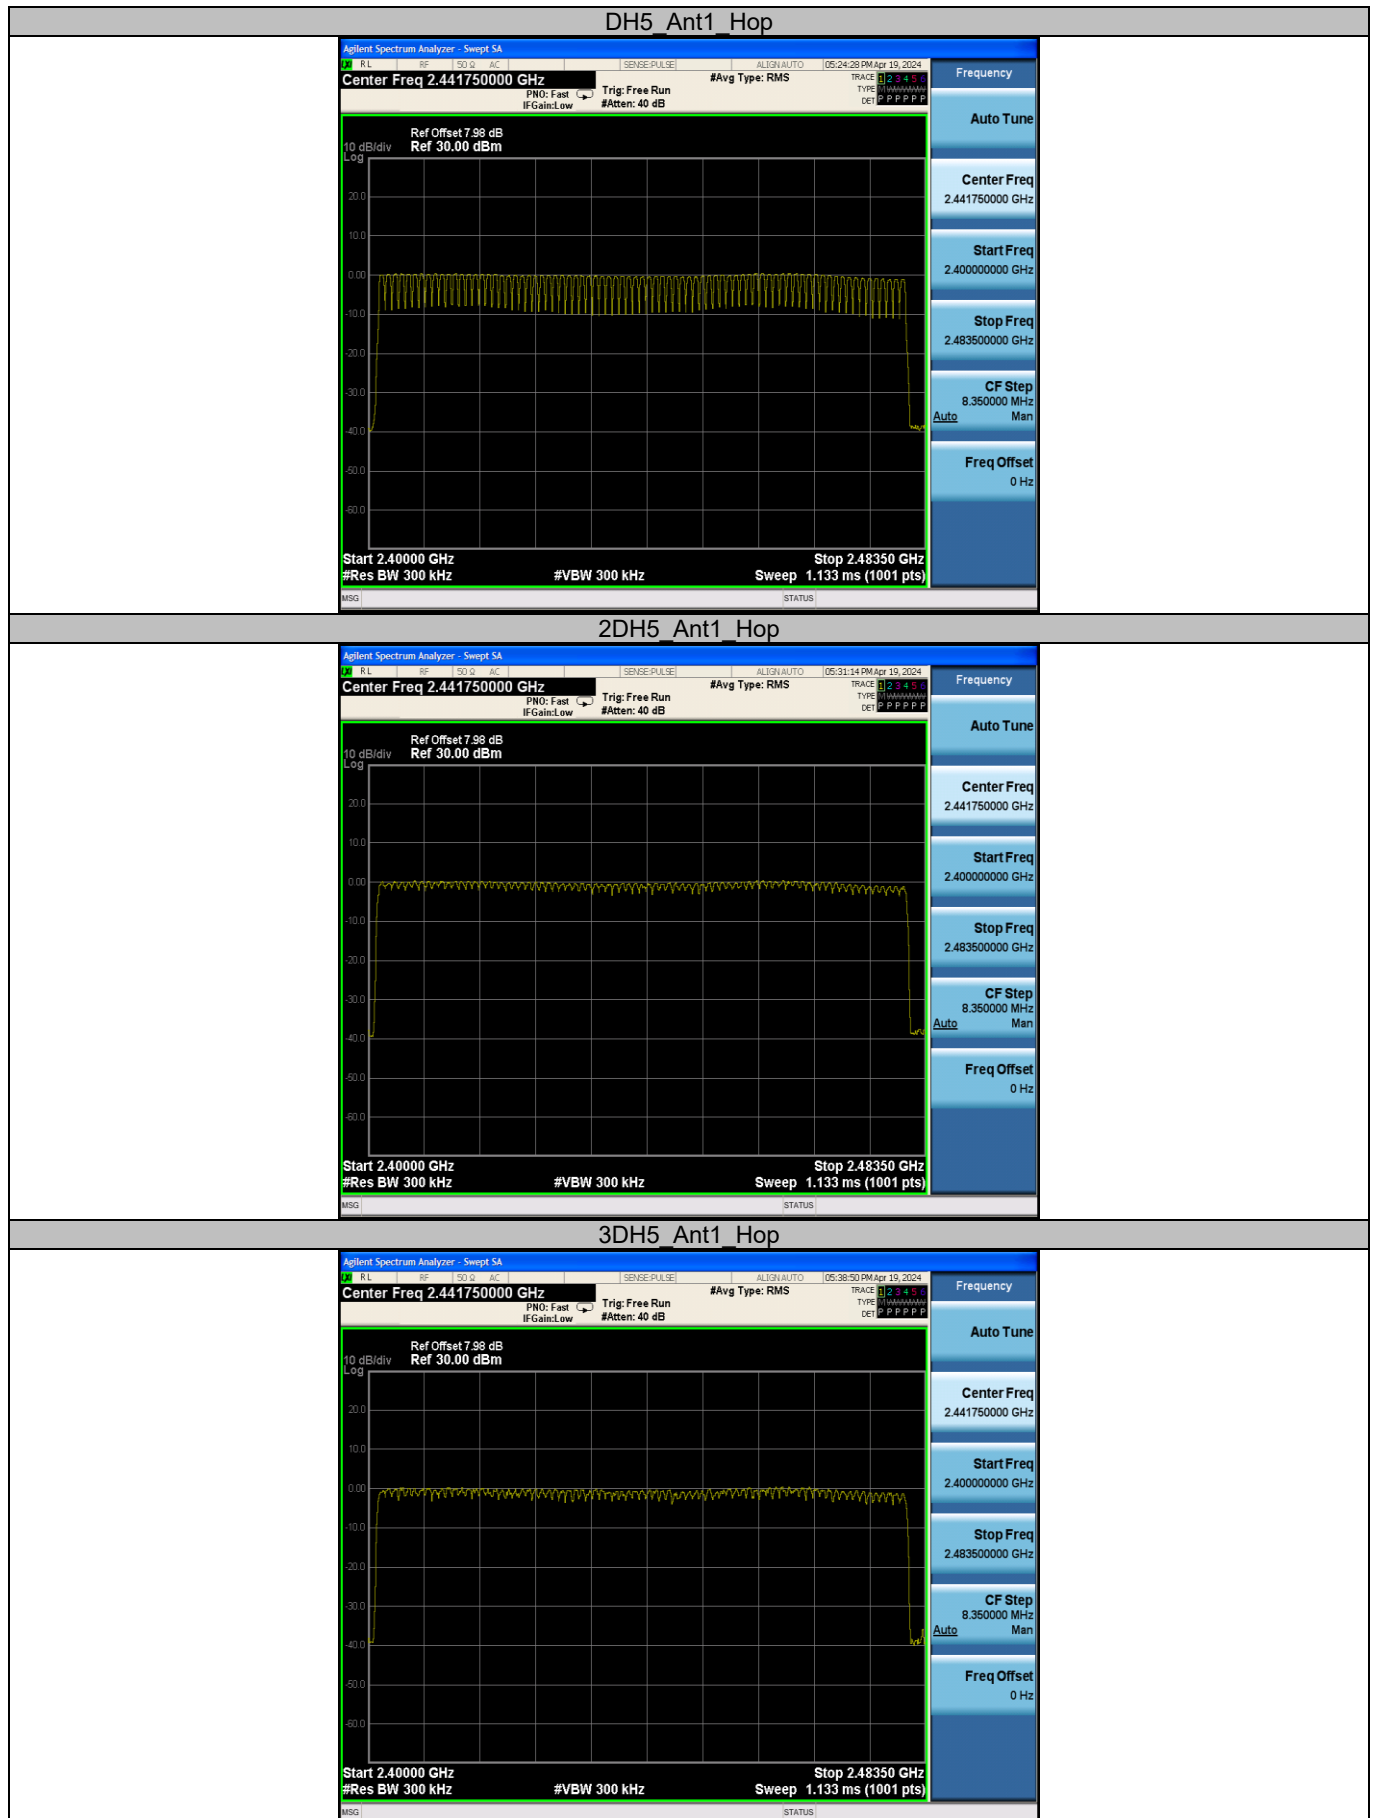 DH5_Ant1_Hop
Agilent Spectrum Analyzer - Swept SA
RL RF 50 Ω AC SENSE:PULSE ALIGN AUTO 05:24:28 PM Apr 19, 2024
Center Freq 2.441750000 GHz #Avg Type: RMS TRACE 1 2 3 4 5 6
PNO: Fast Trig: Free Run TYPE
IFGain:Low #Atten: 40 dB DET P P P P P P
Ref Offset 7.98 dB
10 dB/div Ref 30.00 dBm
Log
20.0
10.0
0.00
-10.0
-20.0
-30.0
-40.0
-50.0
-60.0
Start 2.40000 GHz Stop 2.48350 GHz
#Res BW 300 kHz #VBW 300 kHz Sweep 1.133 ms (1001 pts)
MSG STATUS
Frequency
Auto Tune
Center Freq
2.441750000 GHz
Start Freq
2.400000000 GHz
Stop Freq
2.483500000 GHz
CF Step
8.350000 MHz
Auto Man
Freq Offset
0 Hz
2DH5_Ant1_Hop
Agilent Spectrum Analyzer - Swept SA
RL RF 50 Ω AC SENSE:PULSE ALIGN AUTO 05:31:14 PM Apr 19, 2024
Center Freq 2.441750000 GHz #Avg Type: RMS TRACE 1 2 3 4 5 6
PNO: Fast Trig: Free Run TYPE
IFGain:Low #Atten: 40 dB DET P P P P P P
Ref Offset 7.98 dB
10 dB/div Ref 30.00 dBm
Log
20.0
10.0
0.00
-10.0
-20.0
-30.0
-40.0
-50.0
-60.0
Start 2.40000 GHz Stop 2.48350 GHz
#Res BW 300 kHz #VBW 300 kHz Sweep 1.133 ms (1001 pts)
MSG STATUS
Frequency
Auto Tune
Center Freq
2.441750000 GHz
Start Freq
2.400000000 GHz
Stop Freq
2.483500000 GHz
CF Step
8.350000 MHz
Auto Man
Freq Offset
0 Hz
3DH5_Ant1_Hop
Agilent Spectrum Analyzer - Swept SA
RL RF 50 Ω AC SENSE:PULSE ALIGN AUTO 05:38:50 PM Apr 19, 2024
Center Freq 2.441750000 GHz #Avg Type: RMS TRACE 1 2 3 4 5 6
PNO: Fast Trig: Free Run TYPE
IFGain:Low #Atten: 40 dB DET P P P P P P
Ref Offset 7.98 dB
10 dB/div Ref 30.00 dBm
Log
20.0
10.0
0.00
-10.0
-20.0
-30.0
-40.0
-50.0
-60.0
Start 2.40000 GHz Stop 2.48350 GHz
#Res BW 300 kHz #VBW 300 kHz Sweep 1.133 ms (1001 pts)
MSG STATUS
Frequency
Auto Tune
Center Freq
2.441750000 GHz
Start Freq
2.400000000 GHz
Stop Freq
2.483500000 GHz
CF Step
8.350000 MHz
Auto Man
Freq Offset
0 Hz